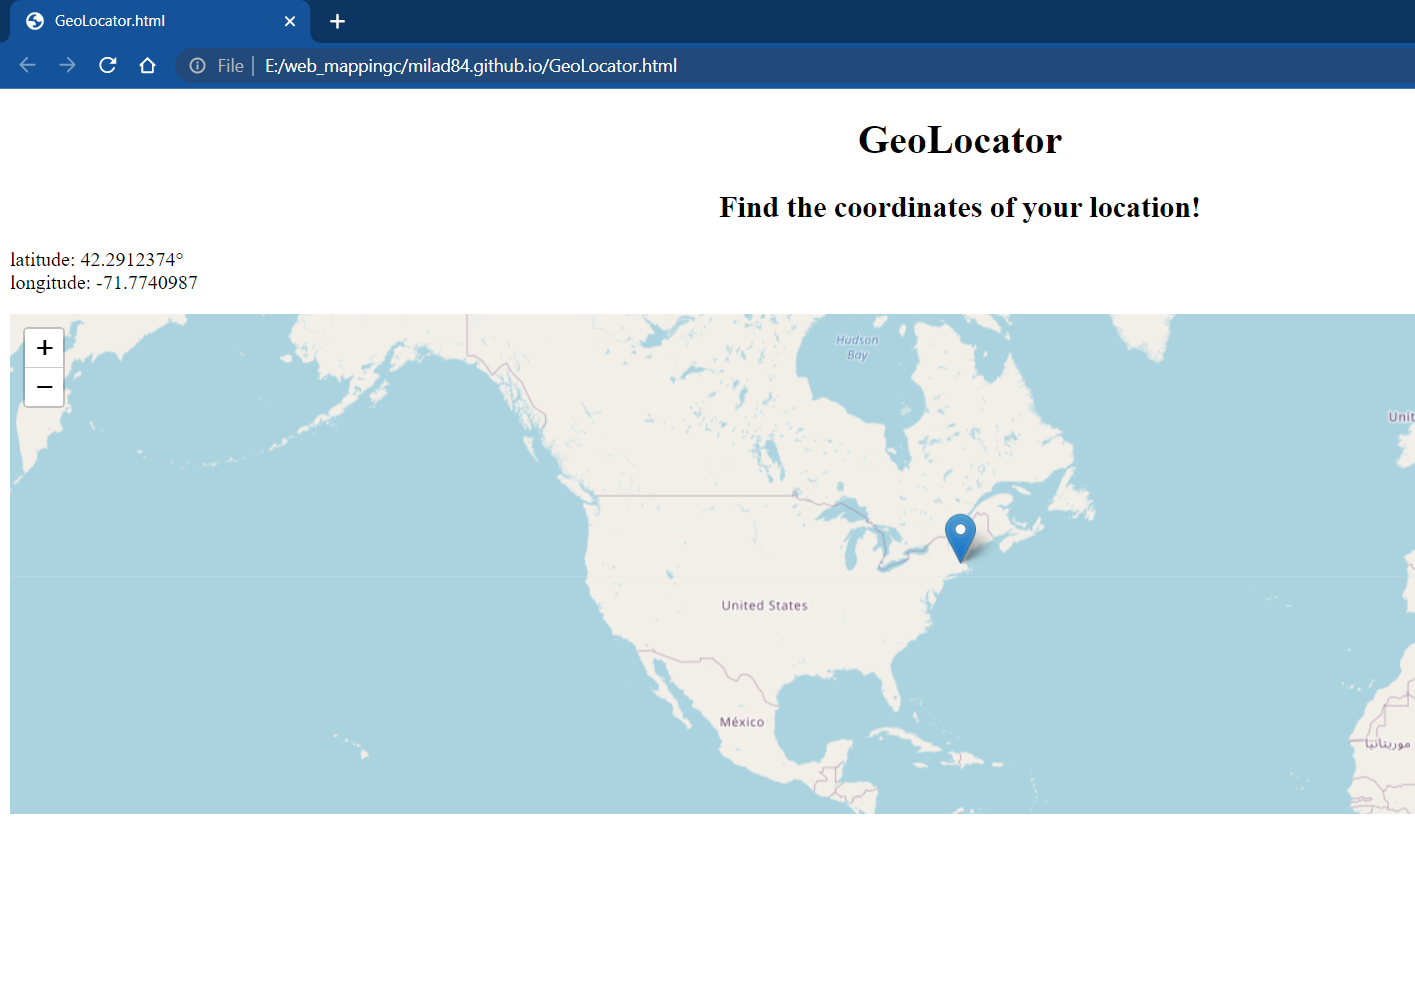 GeoLocator.html
File E:/web_mappingc/milad84.github.io/GeoLocator.html
GeoLocator
Find the coordinates of your location!
latitude: 42.2912374°
longitude: -71.7740987
+
−
Hudson
Bay
Unit
United States
México
موريتانيا